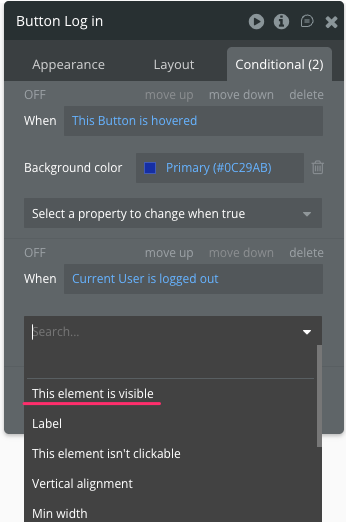 Button Log in
Appearance Layout Conditional (2)
OFF move up move down delete
When This Button is hovered
Background color Primary (#0C29AB)
Select a property to change when true
OFF move up move down delete
When Current User is logged out
Search...
This element is visible
Label
This element isn't clickable
Vertical alignment
Min width